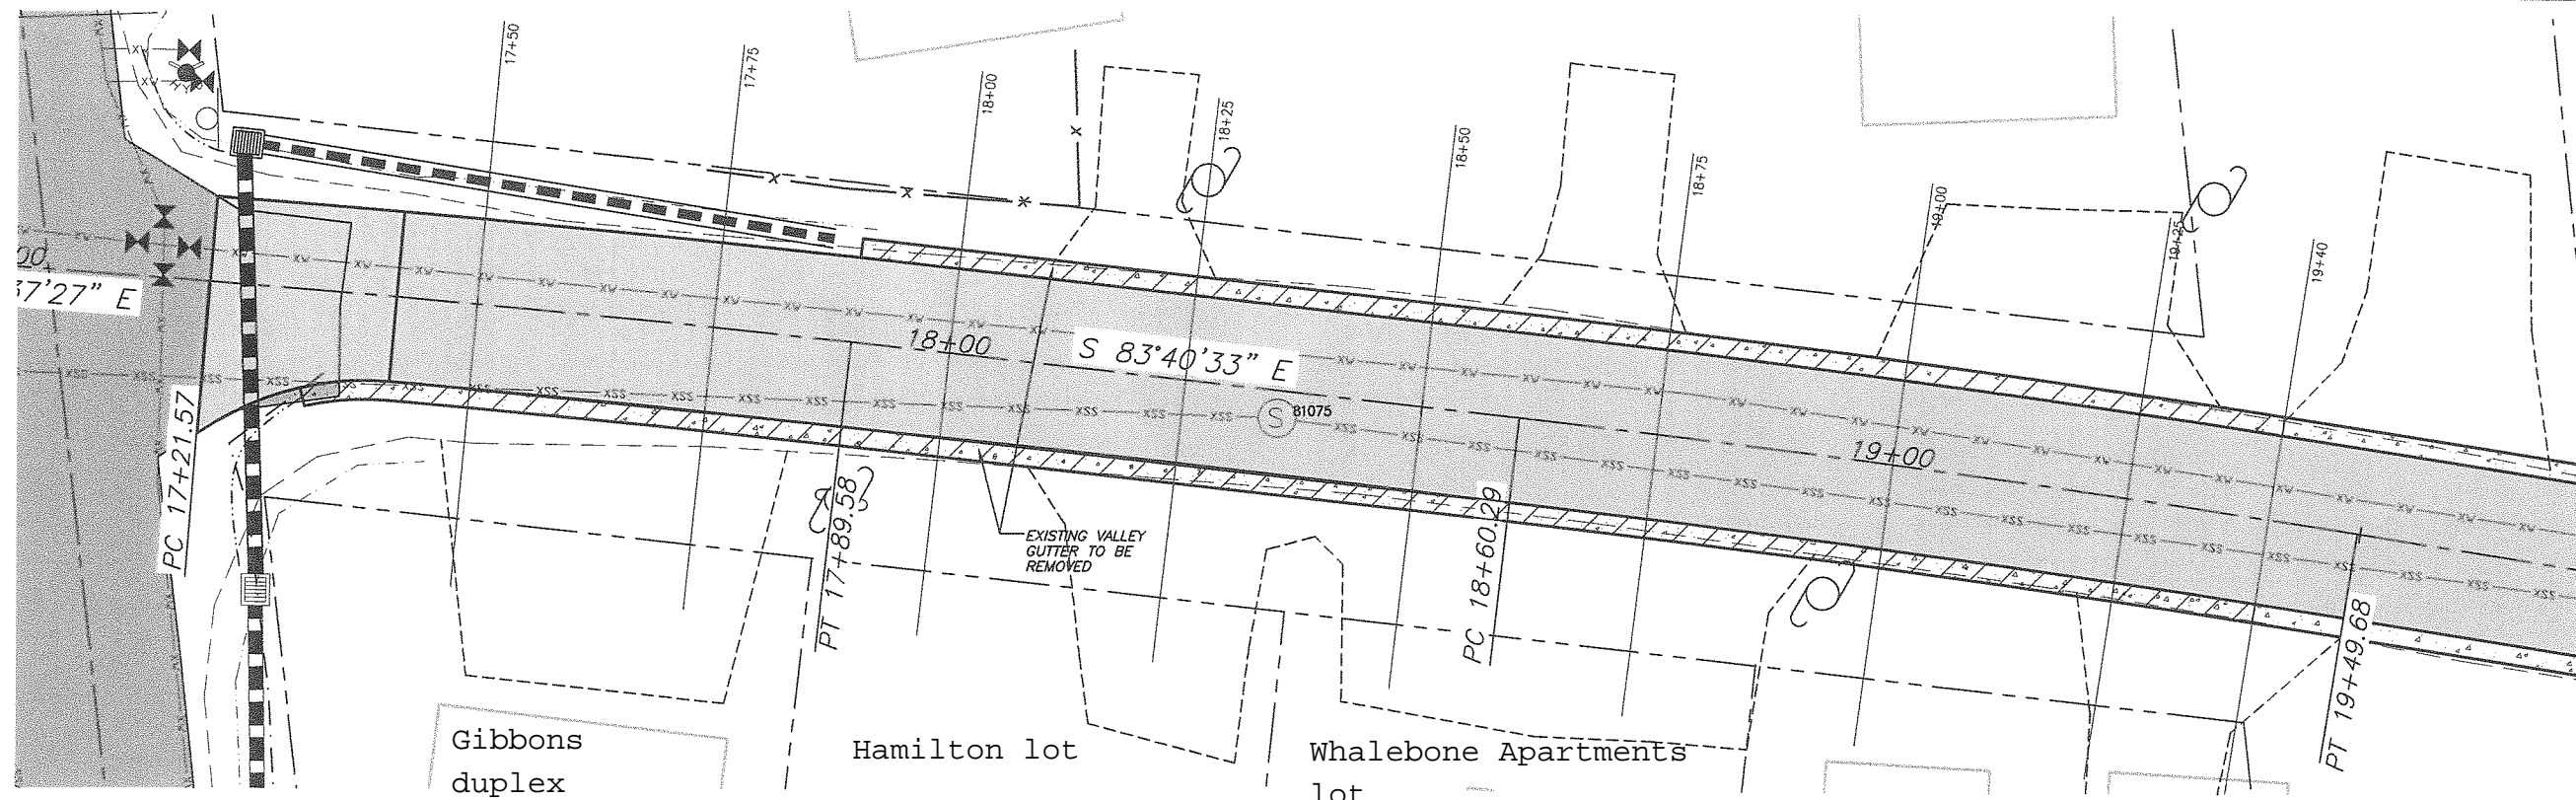 17+50
17+75
18+00
18+25
18+50
18+75
19+00
19+25
19+40
00
37'27" E
18+00
S 83°40'33" E
S
81075
19+00
PC 17+21.57
PT 17+89.58
PC 18+60.29
PT 19+49.68
EXISTING VALLEY
GUTTER TO BE
REMOVED
Gibbons
duplex
Hamilton lot
Whalebone Apartments
lot